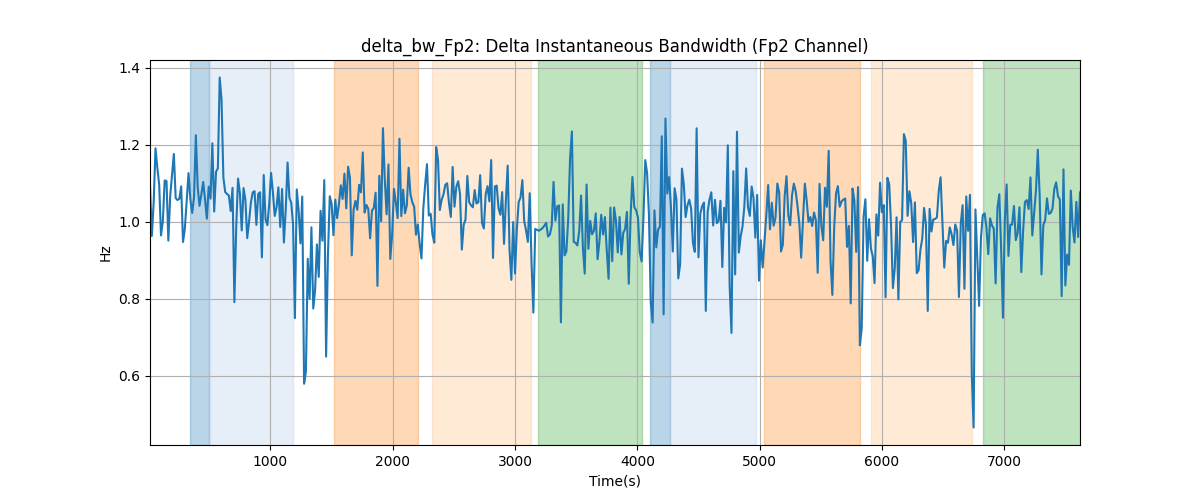 delta_bw_Fp2: Delta Instantaneous Bandwidth (Fp2 Channel)
1.4
1.2
1.0
0.8
0.6
Hz
1000 2000 3000 4000 5000 6000 7000
Time(s)